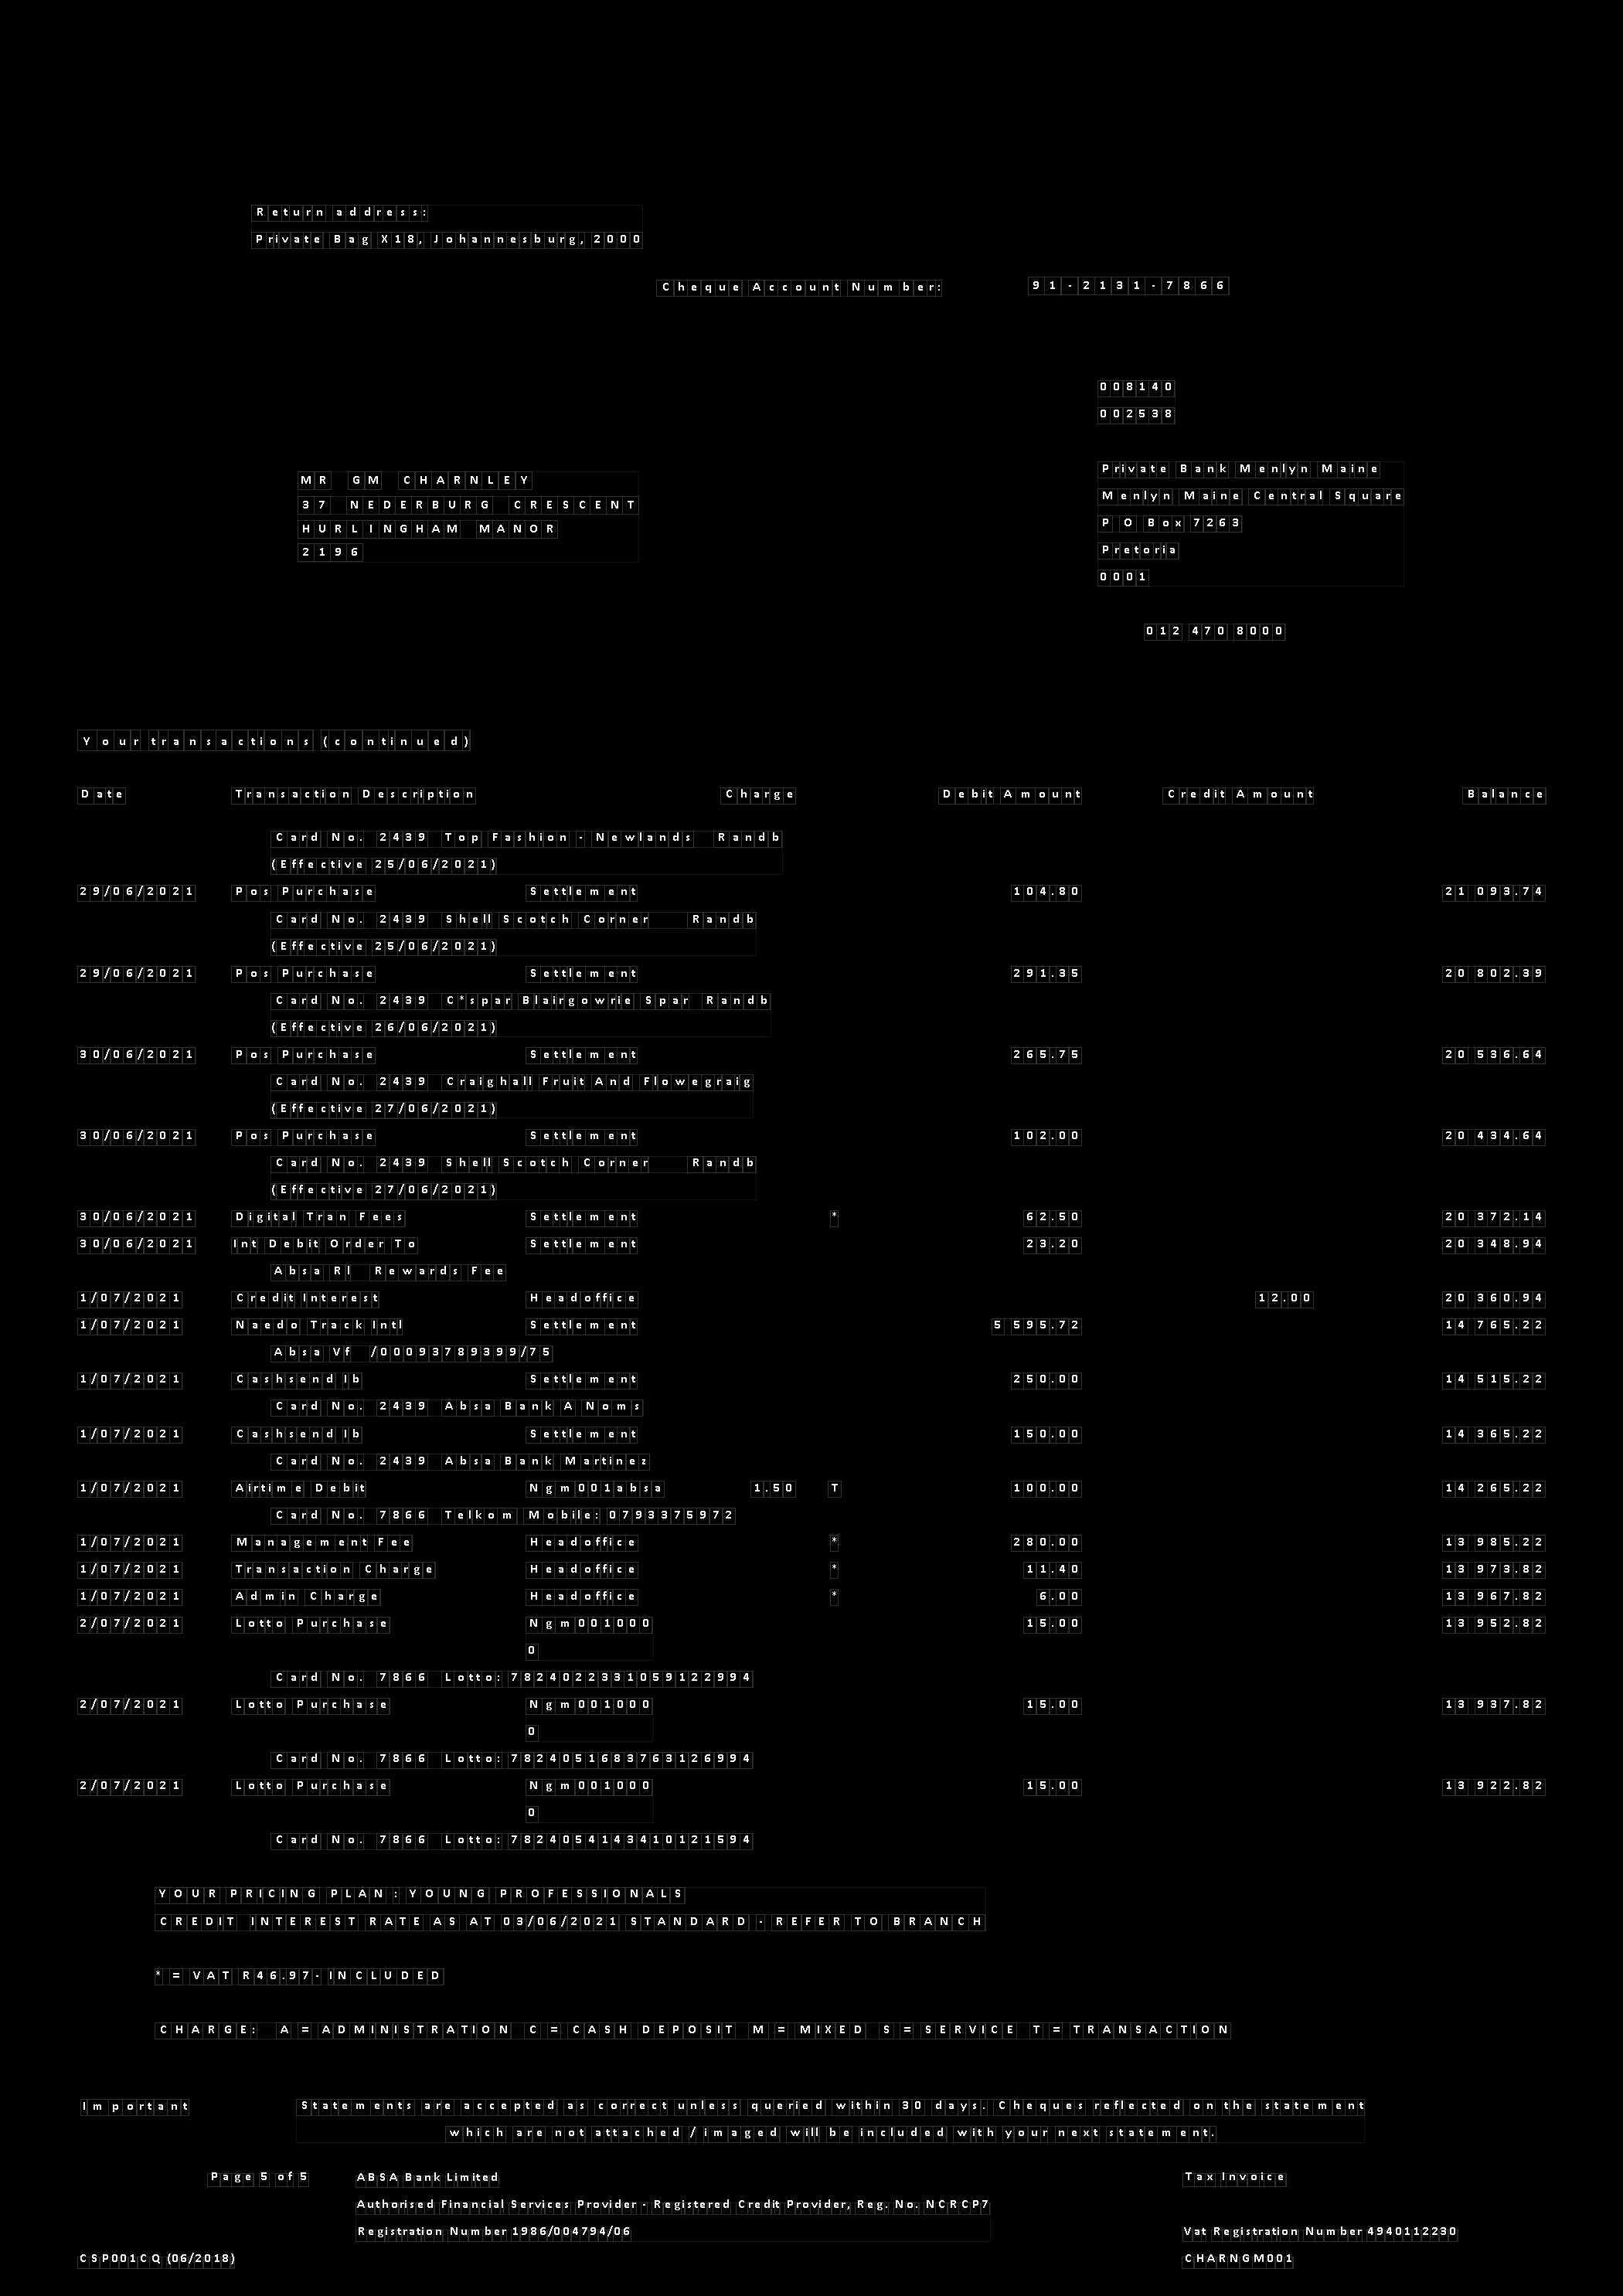 Return address:
Private Bag X18, Johannesburg, 2000
Cheque Account Number: 91-2131-7866
008140
002538
Private Bank Menlyn Maine
MR GM CHARNLEY
Menlyn Maine Central Square
37 NEDERBURG CRESCENT
P O Box 7263
HURLINGHAM MANOR
Pretoria
2196
0001
012 470 8000
Your transactions (continued)
Date Transaction Description Charge Debit Amount Credit Amount Balance
Card No. 2439 Top Fashion - Newlands Randb
(Effective 25/06/2021)
29/06/2021 Pos Purchase Settlement 104.80 21 093.74
Card No. 2439 Shell Scotch Corner Randb
(Effective 25/06/2021)
29/06/2021 Pos Purchase Settlement 291.35 20 802.39
Card No. 2439 C*spar Blairgowrie Spar Randb
(Effective 26/06/2021)
30/06/2021 Pos Purchase Settlement 265.75 20 536.64
Card No. 2439 Craighall Fruit And Flowegraig
(Effective 27/06/2021)
30/06/2021 Pos Purchase Settlement 102.00 20 434.64
Card No. 2439 Shell Scotch Corner Randb
(Effective 27/06/2021)
30/06/2021 Digital Tran Fees Settlement * 62.50 20 372.14
30/06/2021 Int Debit Order To Settlement 23.20 20 348.94
Absa Rl Rewards Fee
1/07/2021 Credit Interest Headoffice 12.00 20 360.94
1/07/2021 Naedo Track Intl Settlement 5 595.72 14 765.22
Absa Vf /00093789399/75
1/07/2021 Cashsend Ib Settlement 250.00 14 515.22
Card No. 2439 Absa Bank A Noms
1/07/2021 Cashsend Ib Settlement 150.00 14 365.22
Card No. 2439 Absa Bank Martinez
1/07/2021 Airtime Debit Ngm001absa 1.50 T 100.00 14 265.22
Card No. 7866 Telkom Mobile: 0793375972
1/07/2021 Management Fee Headoffice * 280.00 13 985.22
1/07/2021 Transaction Charge Headoffice * 11.40 13 973.82
1/07/2021 Admin Charge Headoffice * 6.00 13 967.82
2/07/2021 Lotto Purchase Ngm001000 15.00 13 952.82
0
Card No. 7866 Lotto: 78240223310591​22994
2/07/2021 Lotto Purchase Ngm001000 15.00 13 937.82
0
Card No. 7866 Lotto: 78240516837631​26994
2/07/2021 Lotto Purchase Ngm001000 15.00 13 922.82
0
Card No. 7866 Lotto: 78240541434101​21594
YOUR PRICING PLAN : YOUNG PROFESSIONALS
CREDIT INTEREST RATE AS AT 03/06/2021 STANDARD - REFER TO BRANCH
* = VAT R46.97- INCLUDED
CHARGE: A = ADMINISTRATION C = CASH DEPOSIT M = MIXED S = SERVICE T = TRANSACTION
Important Statements are accepted as correct unless queried within 30 days. Cheques reflected on the statement
which are not attached / imaged will be included with your next statement.
Page 5 of 5 ABSA Bank Limited Tax Invoice
Authorised Financial Services Provider - Registered Credit Provider, Reg. No. NCRCP7
Registration Number 1986/004794/06 Vat Registration Number 4940112230
CSP001CQ (06/2018) CHARNGM001